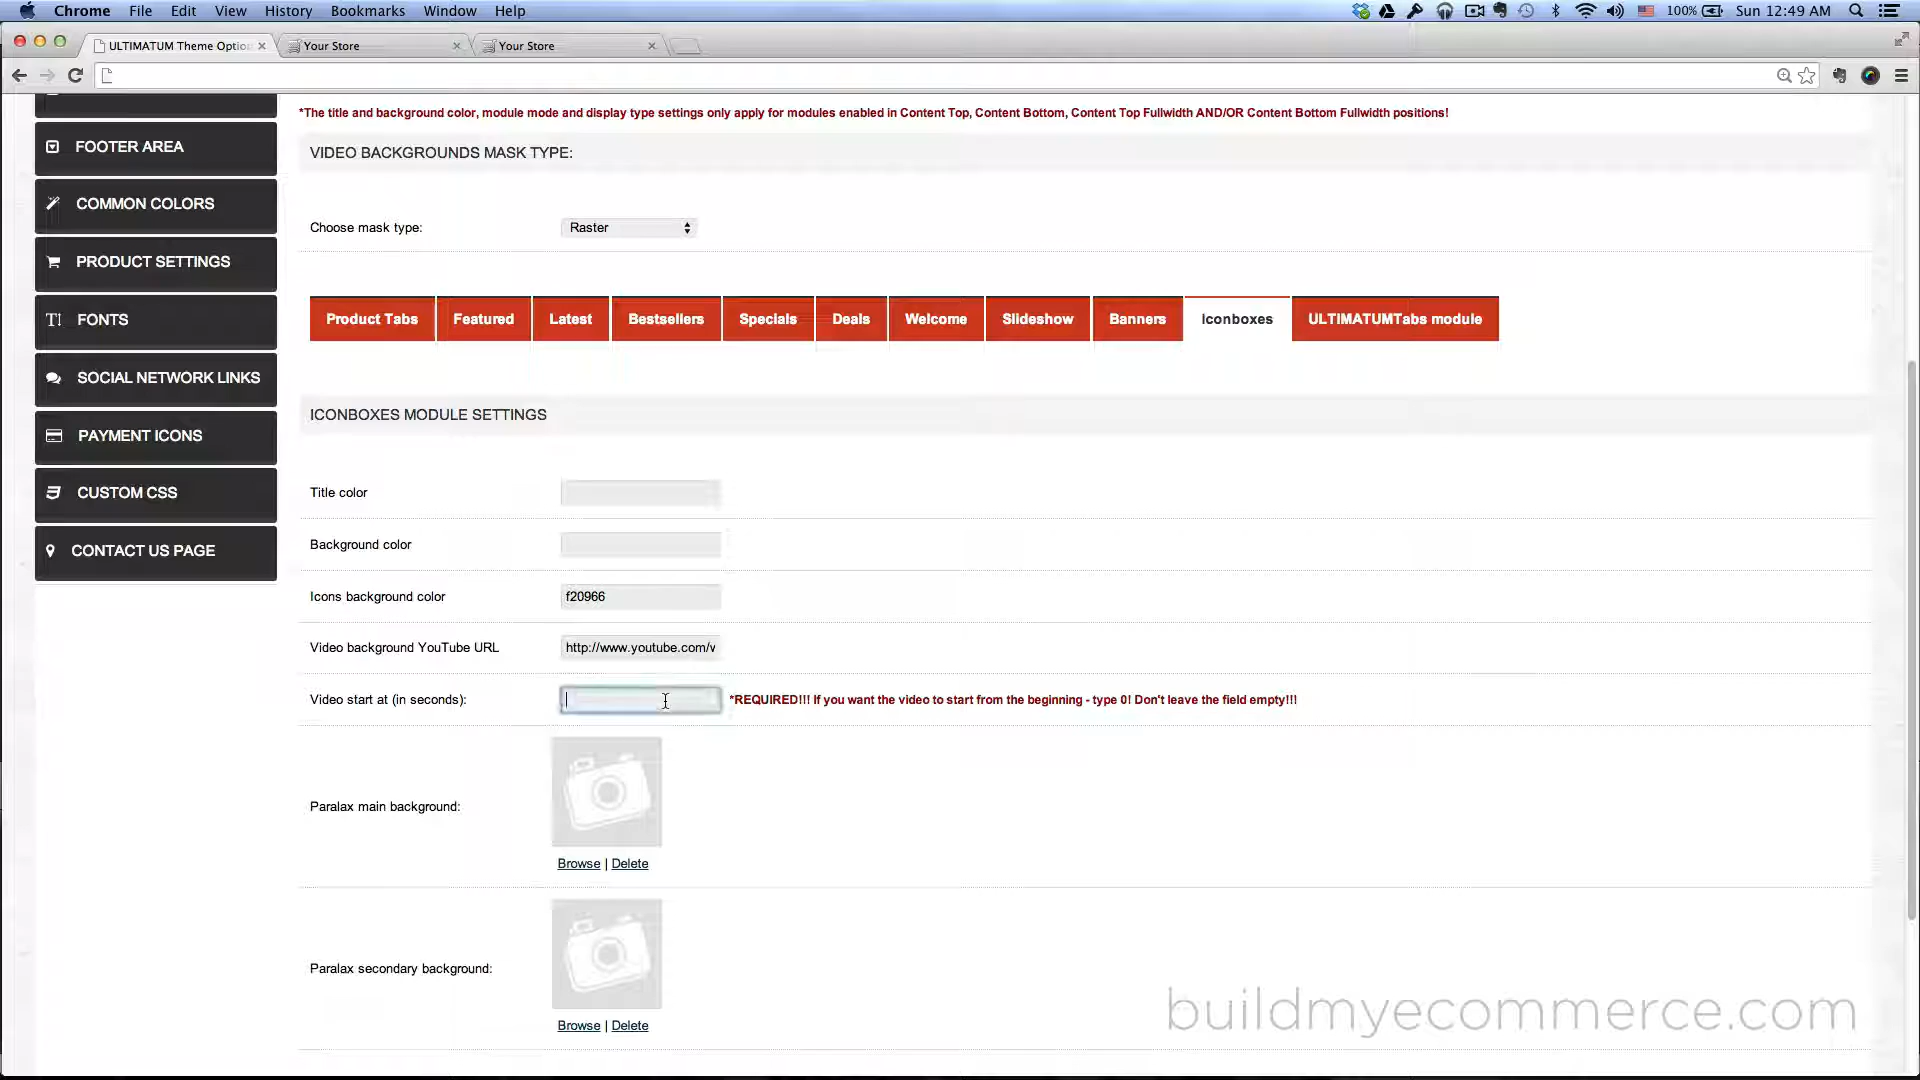 Chrome File Edit View History Bookmarks Window Help 100% Sun 12:49 AM
ULTIMATUM Theme Optio Your Store Your Store
*The title and background color, module mode and display type settings only apply for modules enabled in Content Top, Content Bottom, Content Top Fullwidth AND/OR Content Bottom Fullwidth positions!
FOOTER AREA
VIDEO BACKGROUNDS MASK TYPE:
COMMON COLORS
Choose mask type: Raster
PRODUCT SETTINGS
FONTS
Product Tabs Featured Latest Bestsellers Specials Deals Welcome Slideshow Banners Iconboxes ULTIMATUMTabs module
SOCIAL NETWORK LINKS
ICONBOXES MODULE SETTINGS
PAYMENT ICONS
CUSTOM CSS
Title color
CONTACT US PAGE
Background color
Icons background color f20966
Video background YouTube URL http://www.youtube.com/v
Video start at (in seconds): *REQUIRED!!! If you want the video to start from the beginning - type 0! Don't leave the field empty!!!
Paralax main background:
Browse | Delete
Paralax secondary background:
Browse | Delete
buildmyecommerce.com